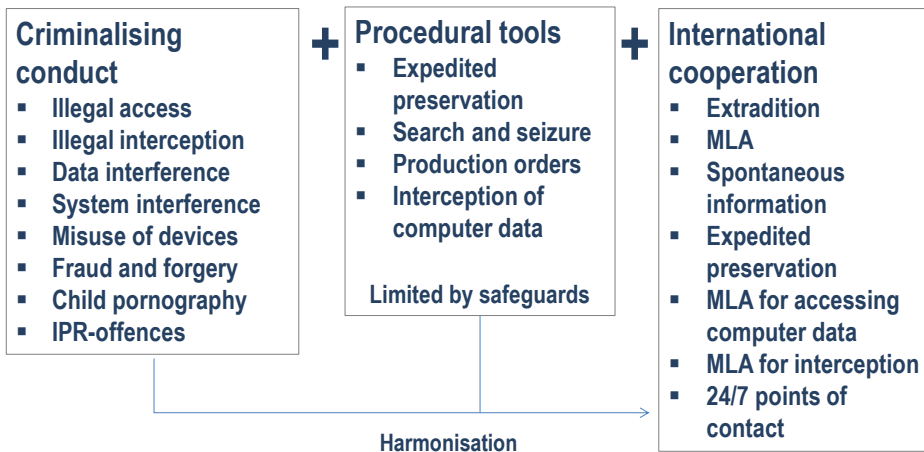 Criminalising
conduct
▪ Illegal access
▪ Illegal interception
▪ Data interference
▪ System interference
▪ Misuse of devices
▪ Fraud and forgery
▪ Child pornography
▪ IPR-offences
+
Procedural tools
▪ Expedited
preservation
▪ Search and seizure
▪ Production orders
▪ Interception of
computer data
Limited by safeguards
+
International
cooperation
▪ Extradition
▪ MLA
▪ Spontaneous
information
▪ Expedited
preservation
▪ MLA for accessing
computer data
▪ MLA for interception
▪ 24/7 points of
contact
Harmonisation